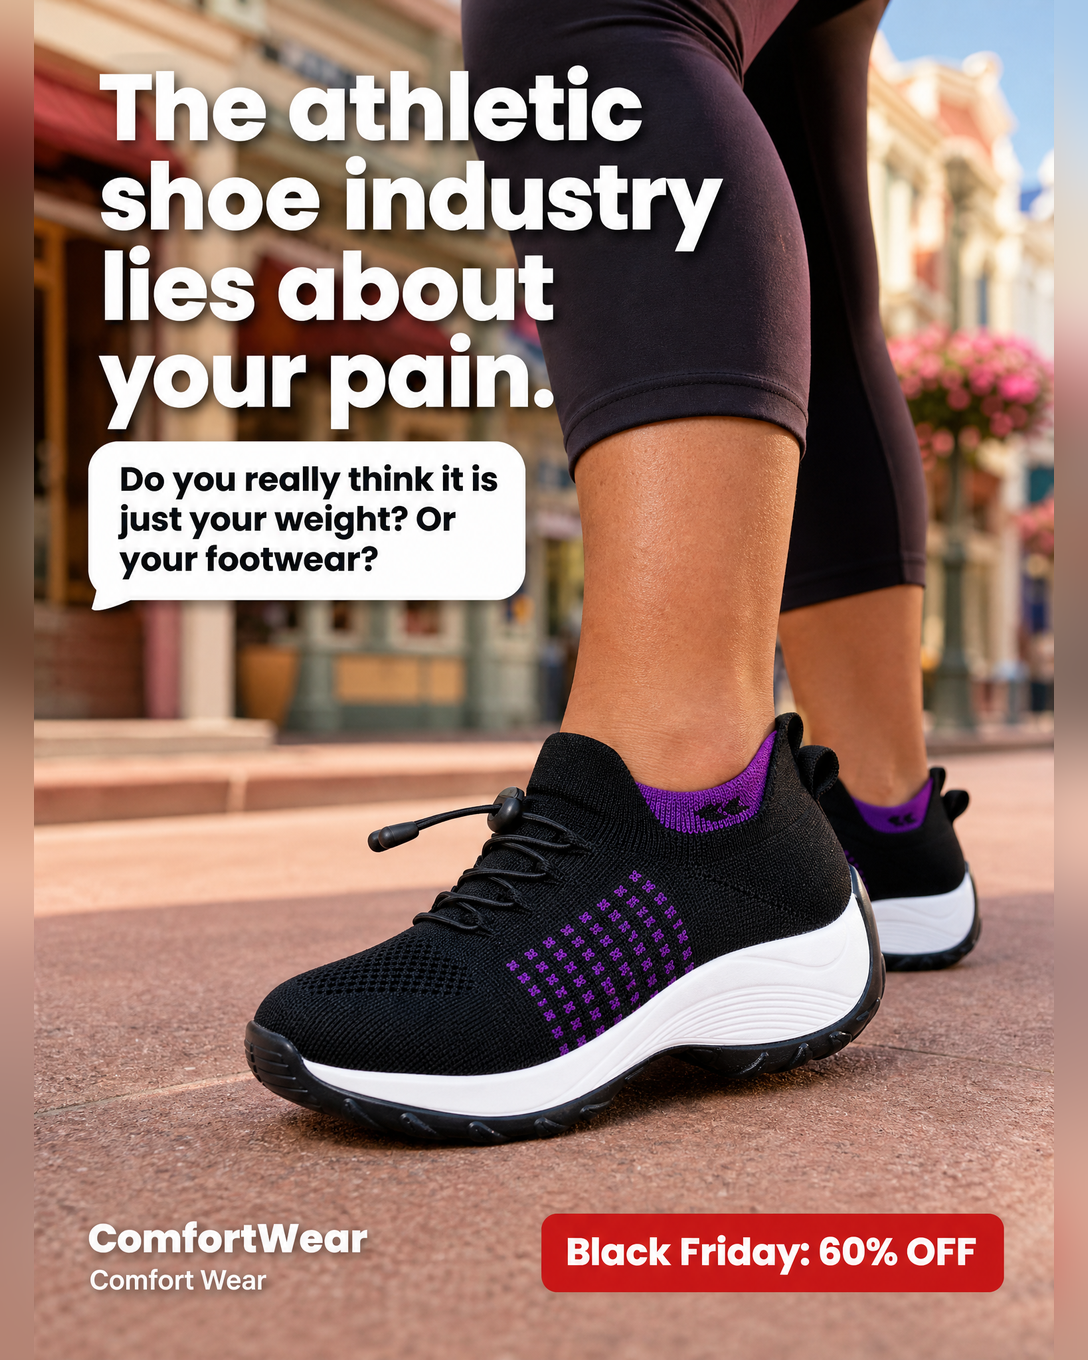 The athletic
shoe industry
lies about
your pain.
Do you really think it is
just your weight? Or
your footwear?
ComfortWear
Comfort Wear
Black Friday: 60% OFF